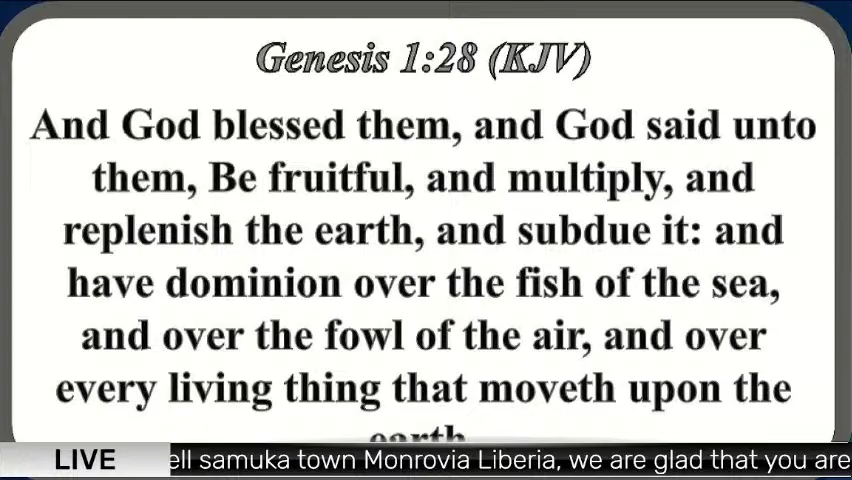 Genesis 1:28 (KJV)
And God blessed them, and God said unto
them, Be fruitful, and multiply, and
replenish the earth, and subdue it: and
have dominion over the fish of the sea,
and over the fowl of the air, and over
every living thing that moveth upon the
earth
LIVE ell samuka town Monrovia Liberia, we are glad that you are